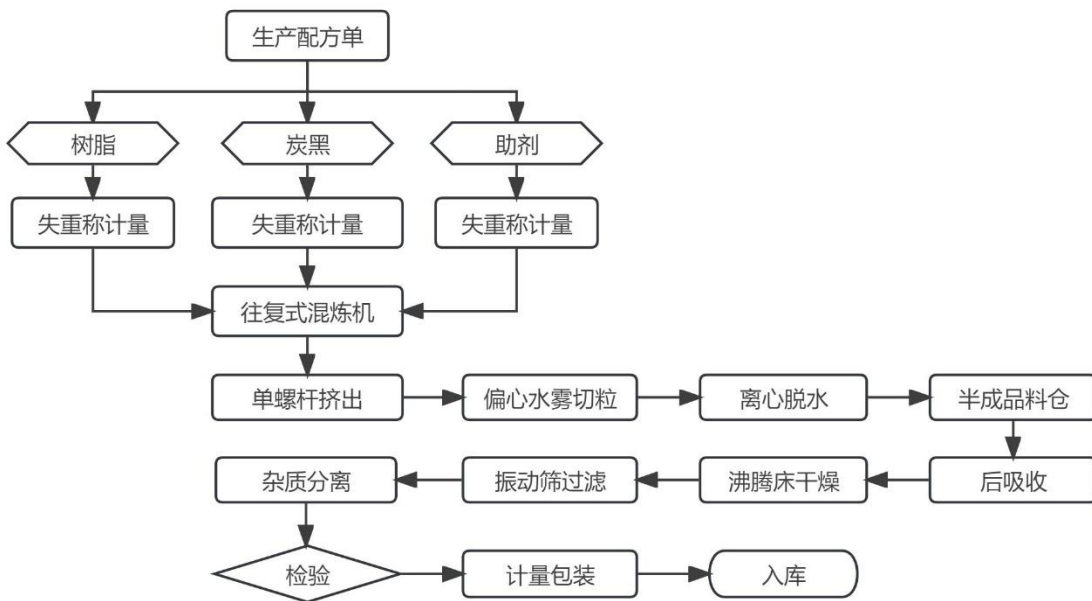 生产配方单
树脂
炭黑
助剂
失重称计量
失重称计量
失重称计量
往复式混炼机
单螺杆挤出
偏心水雾切粒
离心脱水
半成品料仓
杂质分离
振动筛过滤
沸腾床干燥
后吸收
检验
计量包装
入库